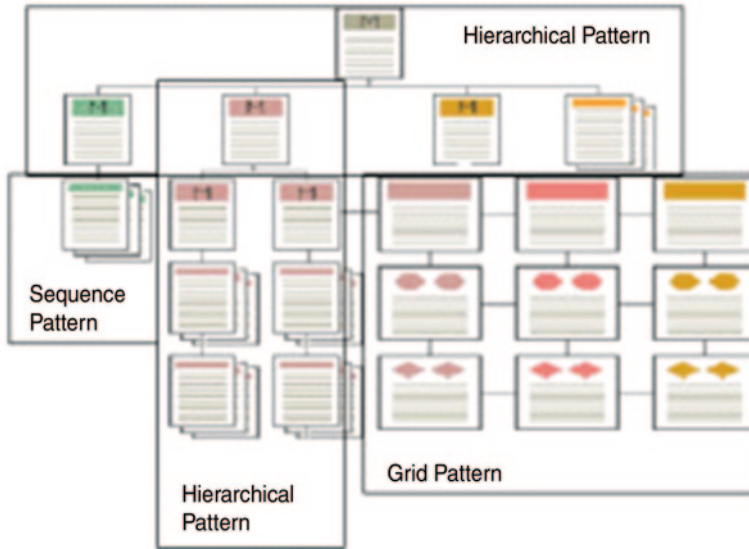 Hierarchical Pattern
M
M
M
M
M
M
Sequence
Pattern
Hierarchical
Pattern
Grid Pattern